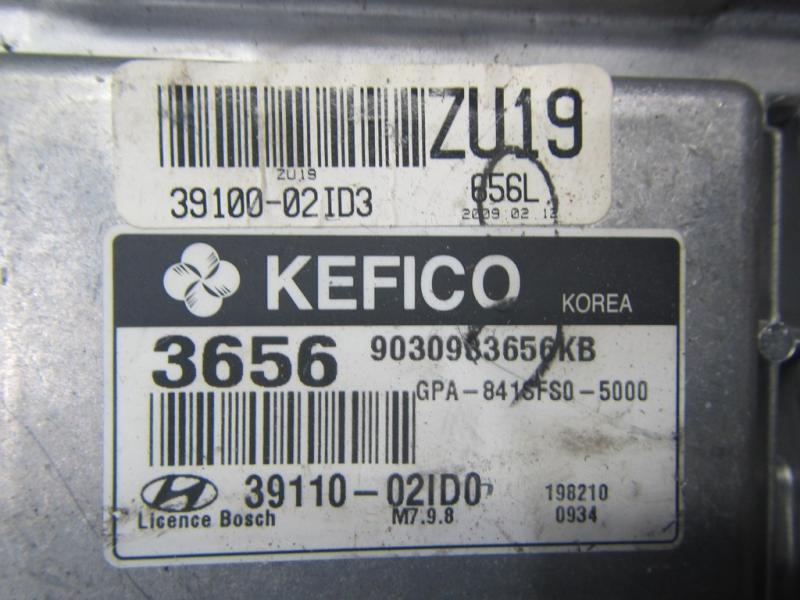 ZU19
ZU19
39100-02ID3
656L
2009.02.12
KEFICO KOREA
3656
9030983656KB
GPA-841SFS0-5000
39110-02ID0
198210
Licence Bosch
M7.9.8
0934